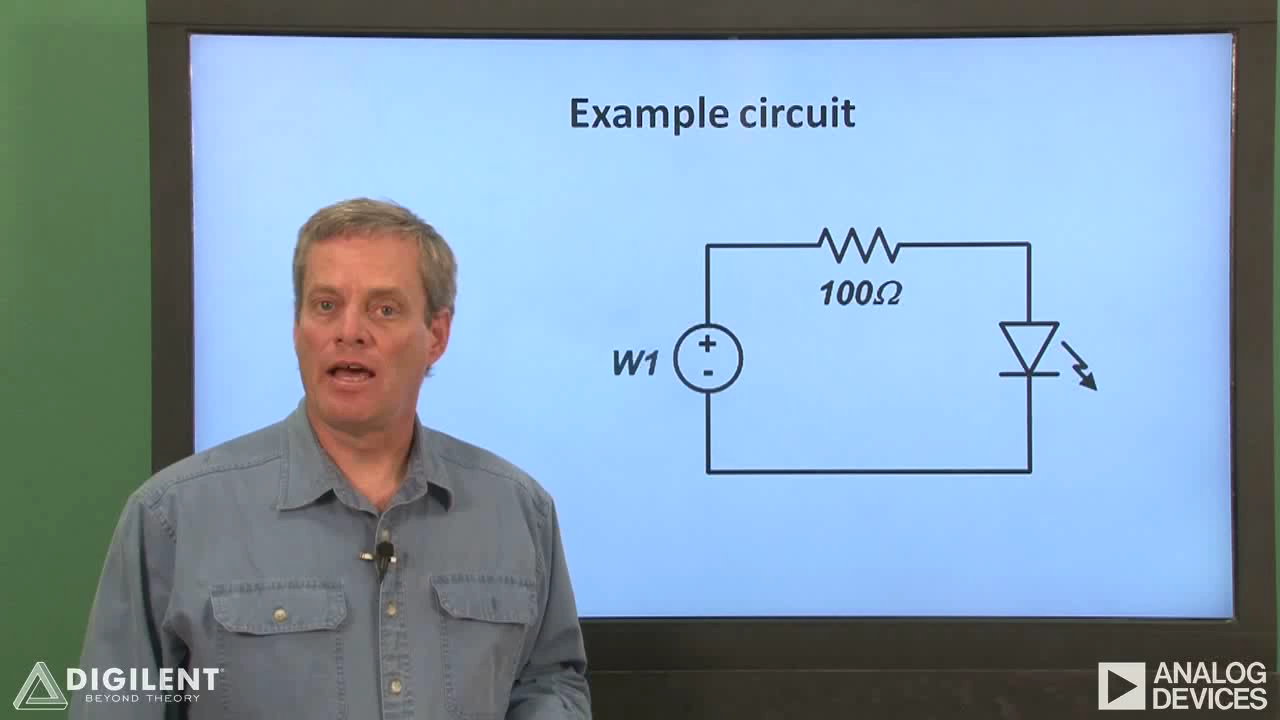 Example circuit
100Ω
W1
+
-
DIGILENT
BEYOND THEORY
ANALOG
DEVICES